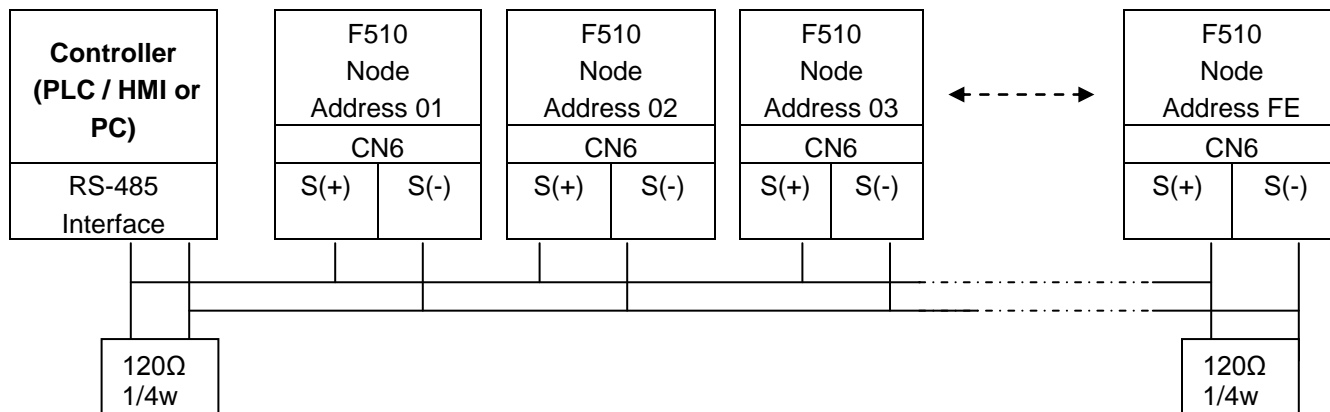 Controller
(PLC / HMI or
PC)
RS-485
Interface
F510
Node
Address 01
CN6
S(+) S(-)
F510
Node
Address 02
CN6
S(+) S(-)
F510
Node
Address 03
CN6
S(+) S(-)
F510
Node
Address FE
CN6
S(+) S(-)
120Ω
1/4w
120Ω
1/4w